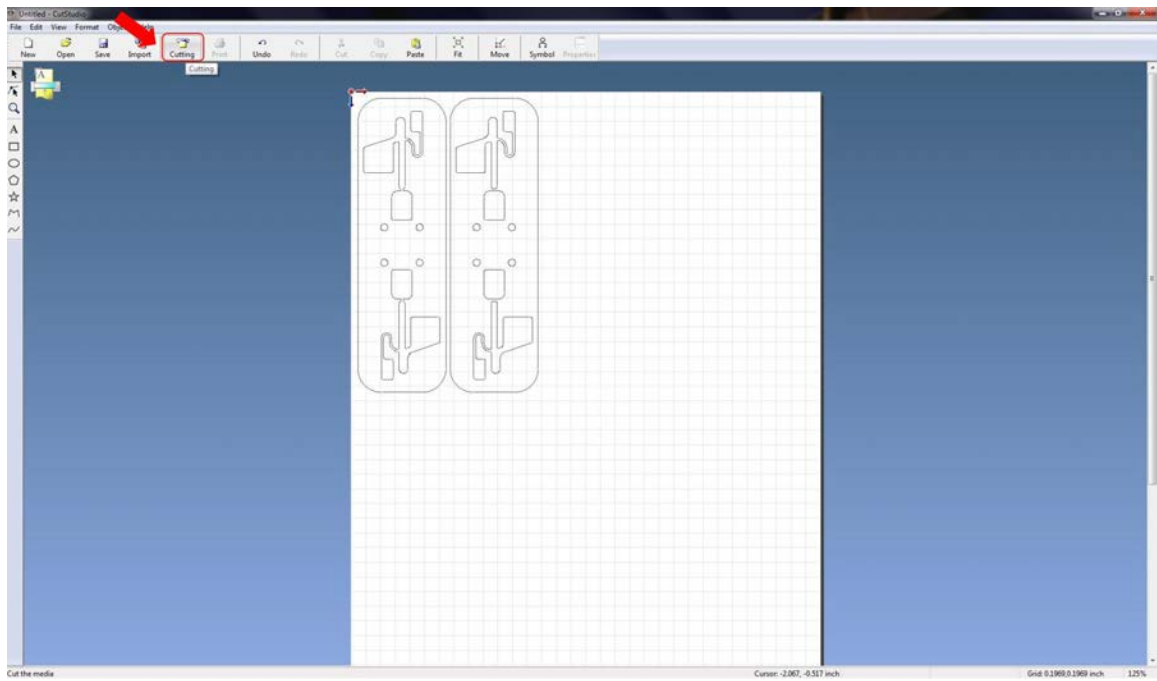 Untitled - CutStudio
File Edit View Format Obj Help
New Open Save Import Cutting Print Undo Redo Cut Copy Paste Fit Move Symbol Properties
Cutting
A
A
Cut the media
Cursor: -2.067, -0.517 inch
Grid: 0.1969,0.1969 inch
125%